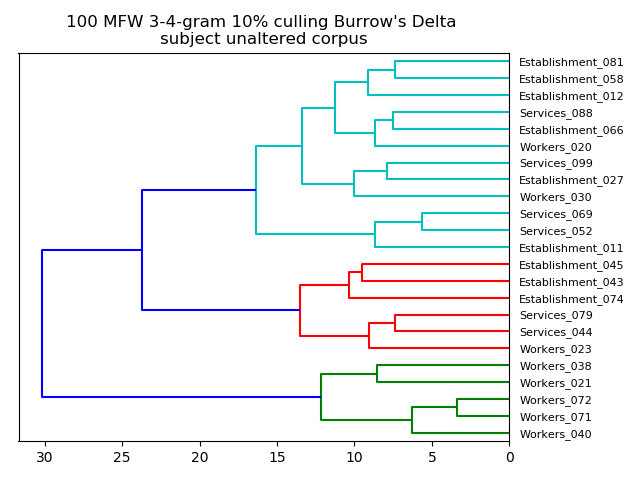 100 MFW 3-4-gram 10% culling Burrow's Delta
subject unaltered corpus
Establishment_081
Establishment_058
Establishment_012
Services_088
Establishment_066
Workers_020
Services_099
Establishment_027
Workers_030
Services_069
Services_052
Establishment_011
Establishment_045
Establishment_043
Establishment_074
Services_079
Services_044
Workers_023
Workers_038
Workers_021
Workers_072
Workers_071
Workers_040
30 25 20 15 10 5 0